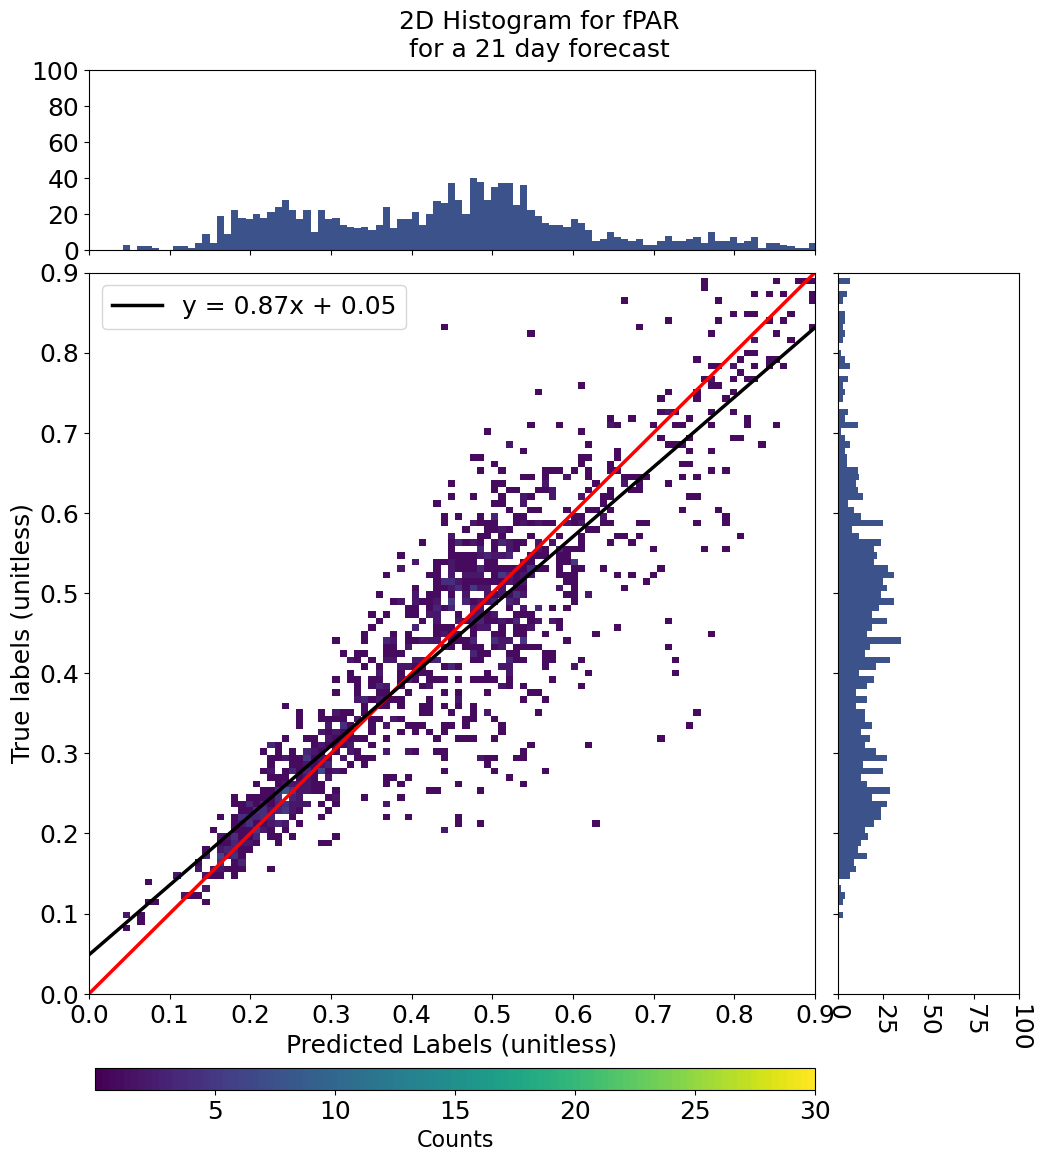 2D Histogram for fPAR
for a 21 day forecast
100
80
60
40
20
0
y = 0.87x + 0.05
0.9
0.8
0.7
0.6
0.5
0.4
0.3
0.2
0.1
0.0
True labels (unitless)
0.0 0.1 0.2 0.3 0.4 0.5 0.6 0.7 0.8 0.9
Predicted Labels (unitless)
0 25 50 75 100
5 10 15 20 25 30
Counts